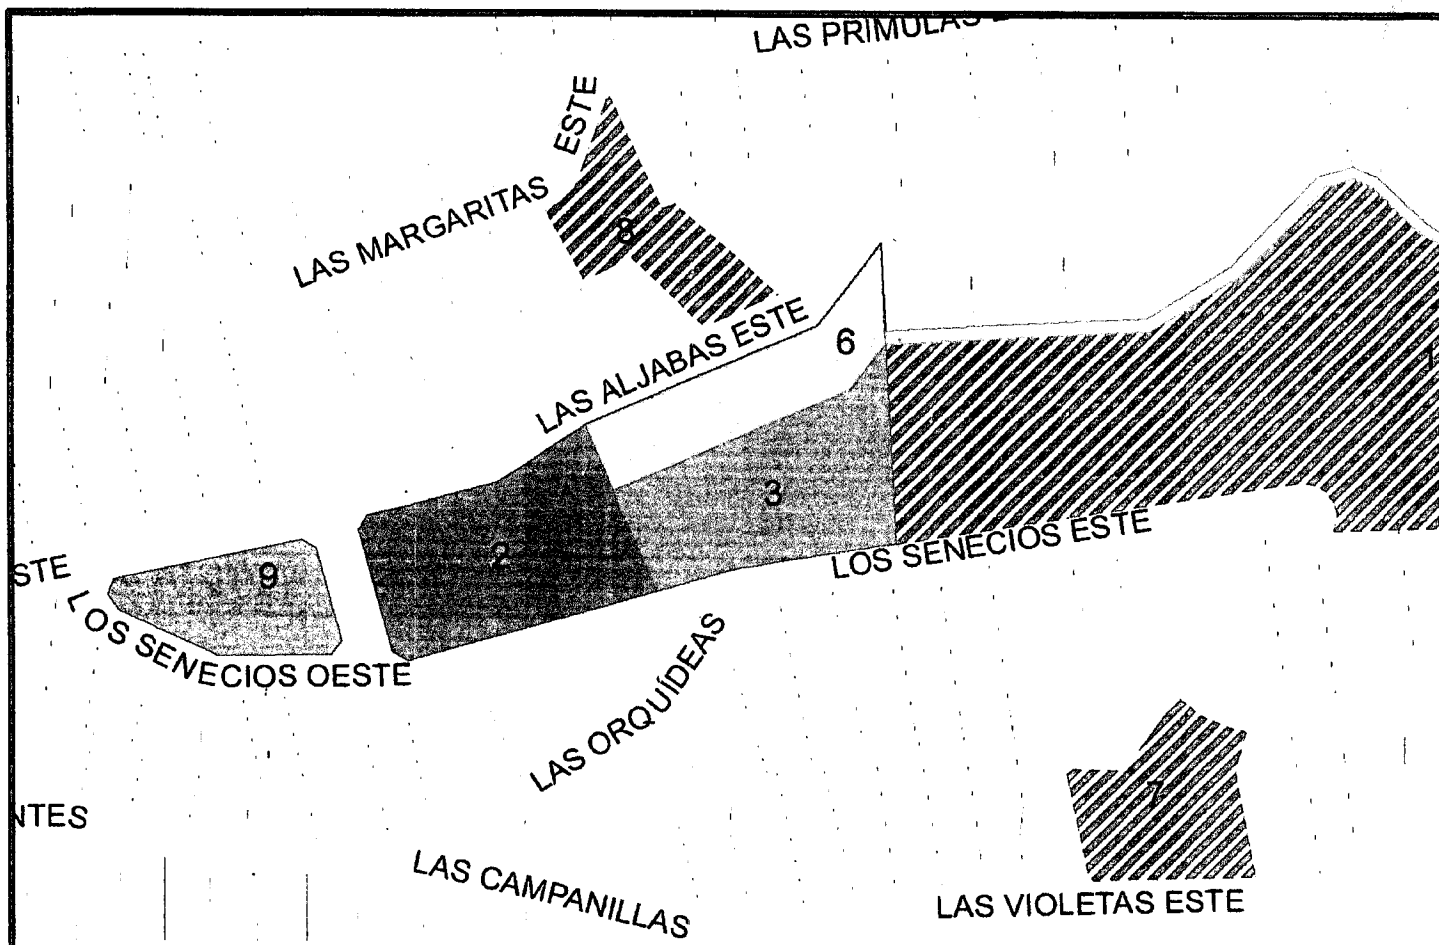 LAS PRIMULAS
ESTE
LAS MARGARITAS
8
LAS ALJABAS ESTE
6
1
3
2
LOS SENECIOS ESTE
STE
9
LOS SENECIOS OESTE
LAS ORQUÍDEAS
7
NTES
LAS CAMPANILLAS
LAS VIOLETAS ESTE